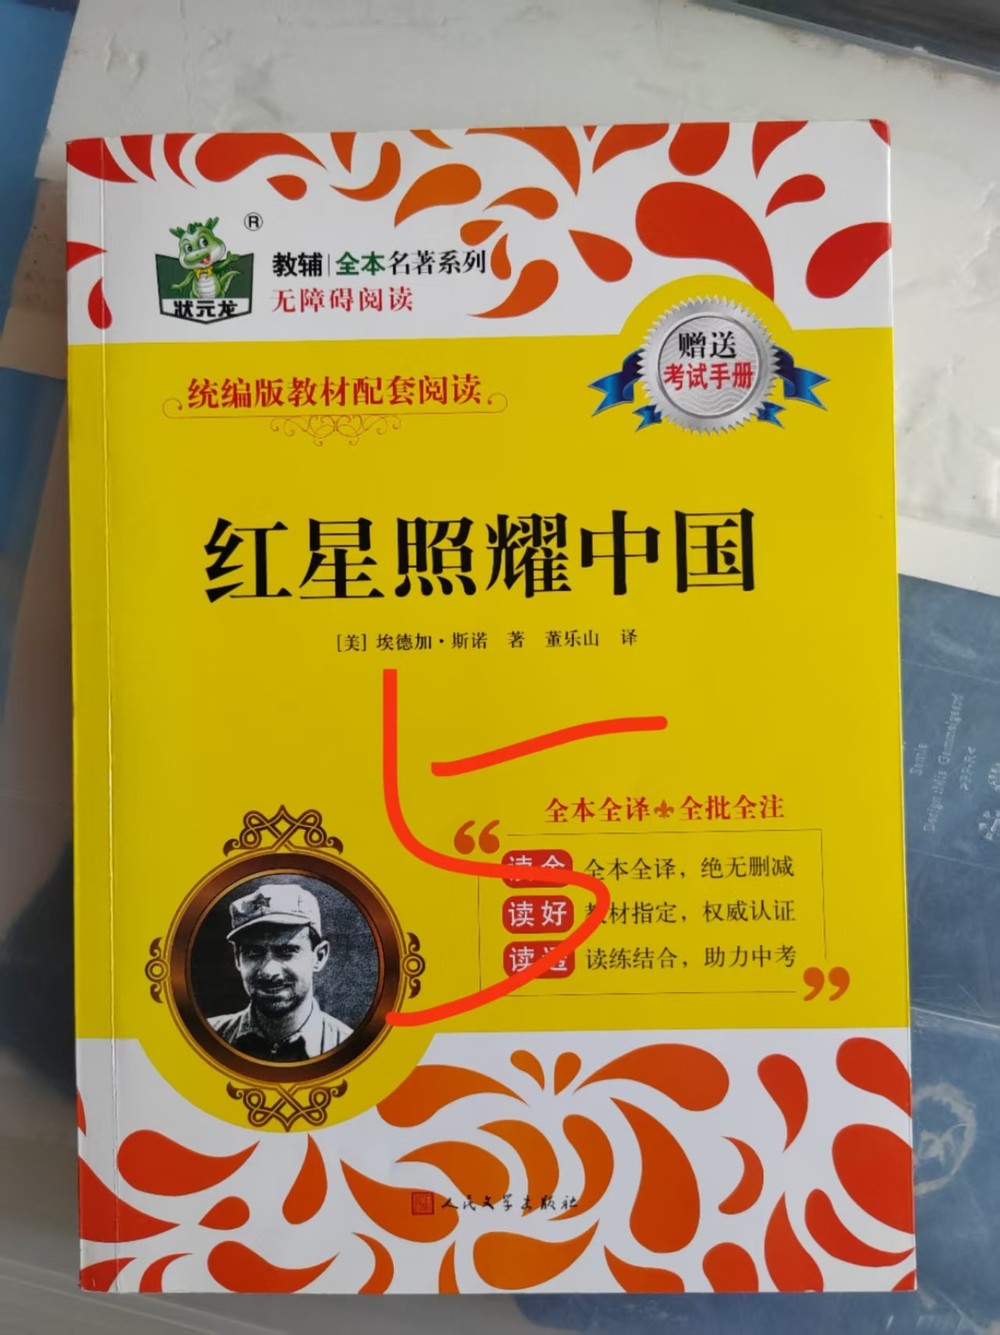 ®
教辅|全本名著系列
状元龙
无障碍阅读
赠送
考试手册
统编版教材配套阅读
红星照耀中国
[美] 埃德加·斯诺 著 董乐山 译
5
全本全译 全批全注
“
读全 全本全译，绝无删减
读好 教材指定，权威认证
读透 读练结合，助力中考
”
人民文学出版社